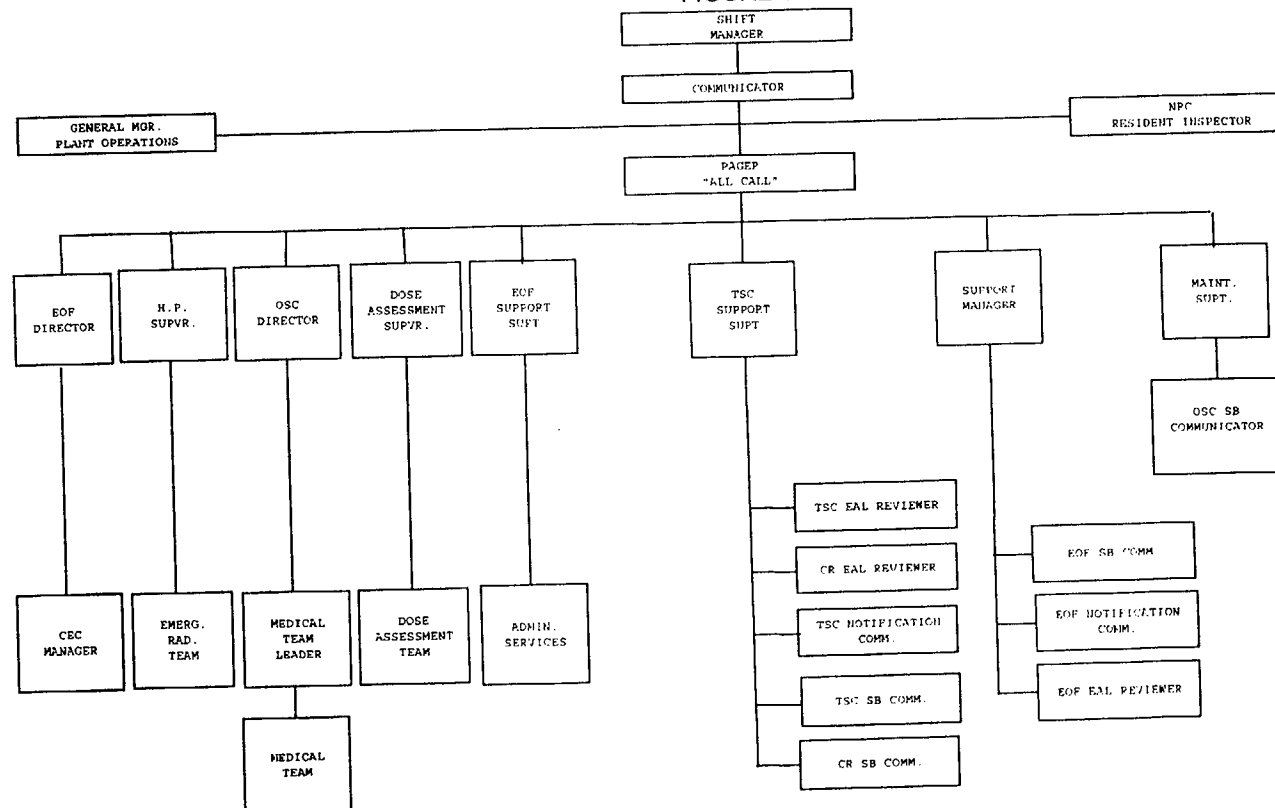 SHIFT
MANAGER
COMMUNICATOR
GENERAL MGR.
PLANT OPERATIONS
NPC
RESIDENT INSPECTOR
PAGEP
"ALL CALL"
EOF
DIRECTOR
H.P.
SUPVR.
OSC
DIRECTOR
DOSE
ASSESSMENT
SUPVR.
EOF
SUPPORT
SUPT
TSC
SUPPORT
SUPT
SUPPORT
MANAGER
MAINT.
SUPT.
OSC SB
COMMUNICATOR
TSC EAL REVIEWER
CR EAL REVIEWER
TSC NOTIFICATION
COMM.
TSC SB COMM.
CR SB COMM.
EOF SB COMM
EOF NOTIFICATION
COMM.
EOF EAL REVIEWER
CEC
MANAGER
EMERG.
RAD.
TEAM
MEDICAL
TEAM
LEADER
DOSE
ASSESSMENT
TEAM
ADMIN.
SERVICES
MEDICAL
TEAM